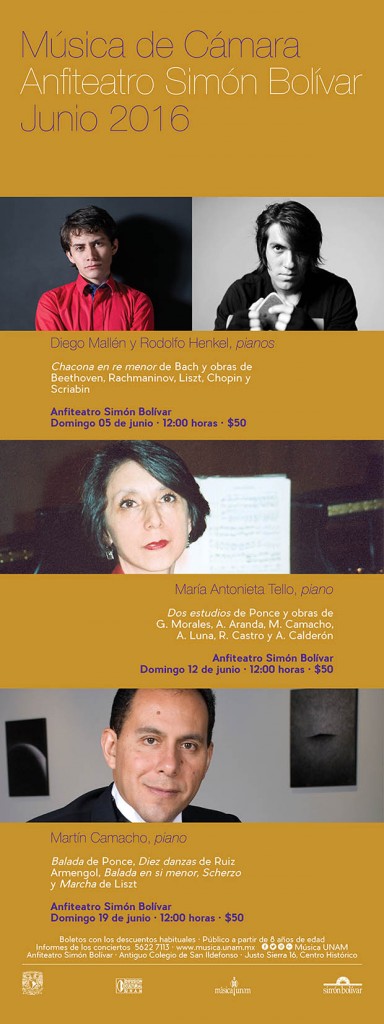 Música de Cámara
Anfiteatro Simón Bolívar
Junio 2016
Diego Mallén y Rodolfo Henkel, pianos
Chacona en re menor de Bach y obras de
Beethoven, Rachmaninov, Liszt, Chopin y
Scriabin
Anfiteatro Simón Bolívar
Domingo 05 de junio · 12:00 horas · $50
María Antonieta Tello, piano
Dos estudios de Ponce y obras de
G. Morales, A. Aranda, M. Camacho,
A. Luna, R. Castro y A. Calderón
Anfiteatro Simón Bolívar
Domingo 12 de junio · 12:00 horas · $50
Martín Camacho, piano
Balada de Ponce, Diez danzas de Ruiz
Armengol, Balada en si menor, Scherzo
y Marcha de Liszt
Anfiteatro Simón Bolívar
Domingo 19 de junio · 12:00 horas · $50
Boletos con los descuentos habituales · Público a partir de 8 años de edad
Informes de los conciertos 5622 7113 · www.musica.unam.mx Música UNAM
Anfiteatro Simón Bolívar · Antiguo Colegio de San Ildefonso · Justo Sierra 16, Centro Histórico
música unam
simón bolívar